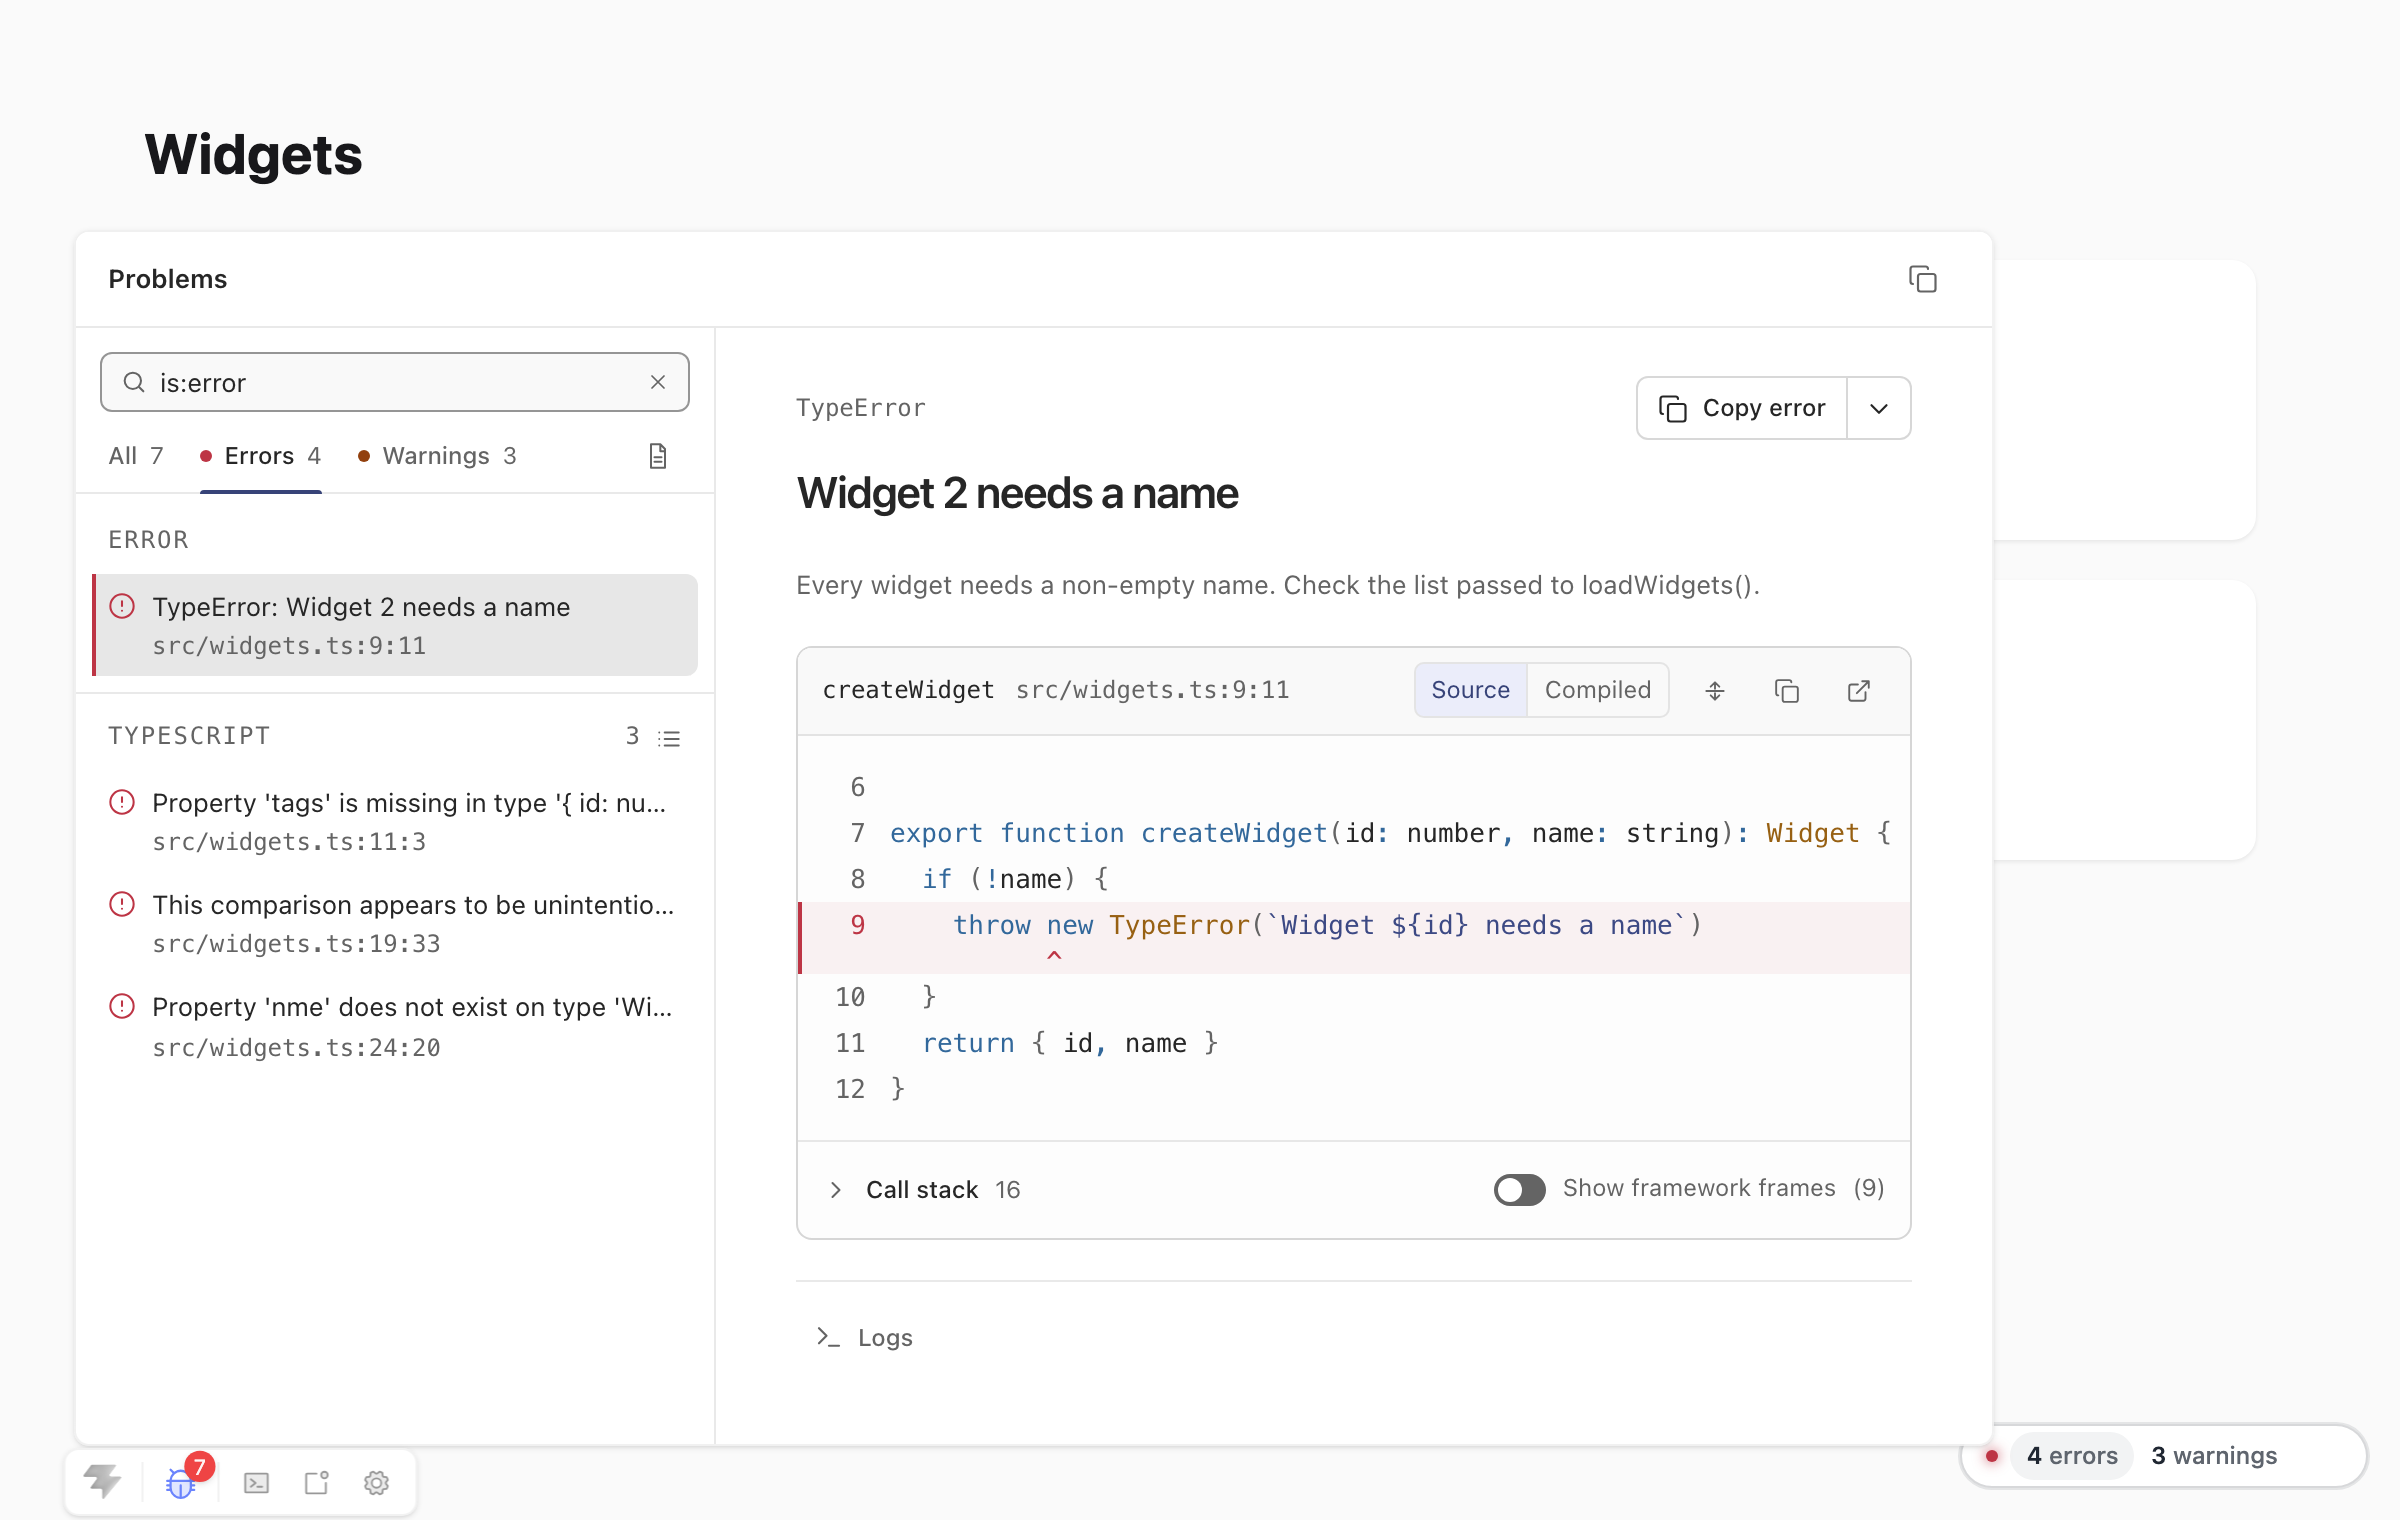 Widgets
Problems
is:error
All 7 Errors 4 Warnings 3
ERROR
TypeError: Widget 2 needs a name
src/widgets.ts:9:11
TYPESCRIPT 3
Property 'tags' is missing in type '{ id: nu...
src/widgets.ts:11:3
This comparison appears to be unintentio...
src/widgets.ts:19:33
Property 'nme' does not exist on type 'Wi...
src/widgets.ts:24:20
TypeError
Copy error
Widget 2 needs a name
Every widget needs a non-empty name. Check the list passed to loadWidgets().
createWidget src/widgets.ts:9:11 Source Compiled
6
7 export function createWidget(id: number, name: string): Widget {
8   if (!name) {
9     throw new TypeError(`Widget ${id} needs a name`)
^
10   }
11   return { id, name }
12 }
Call stack 16 Show framework frames (9)
Logs
7
4 errors 3 warnings